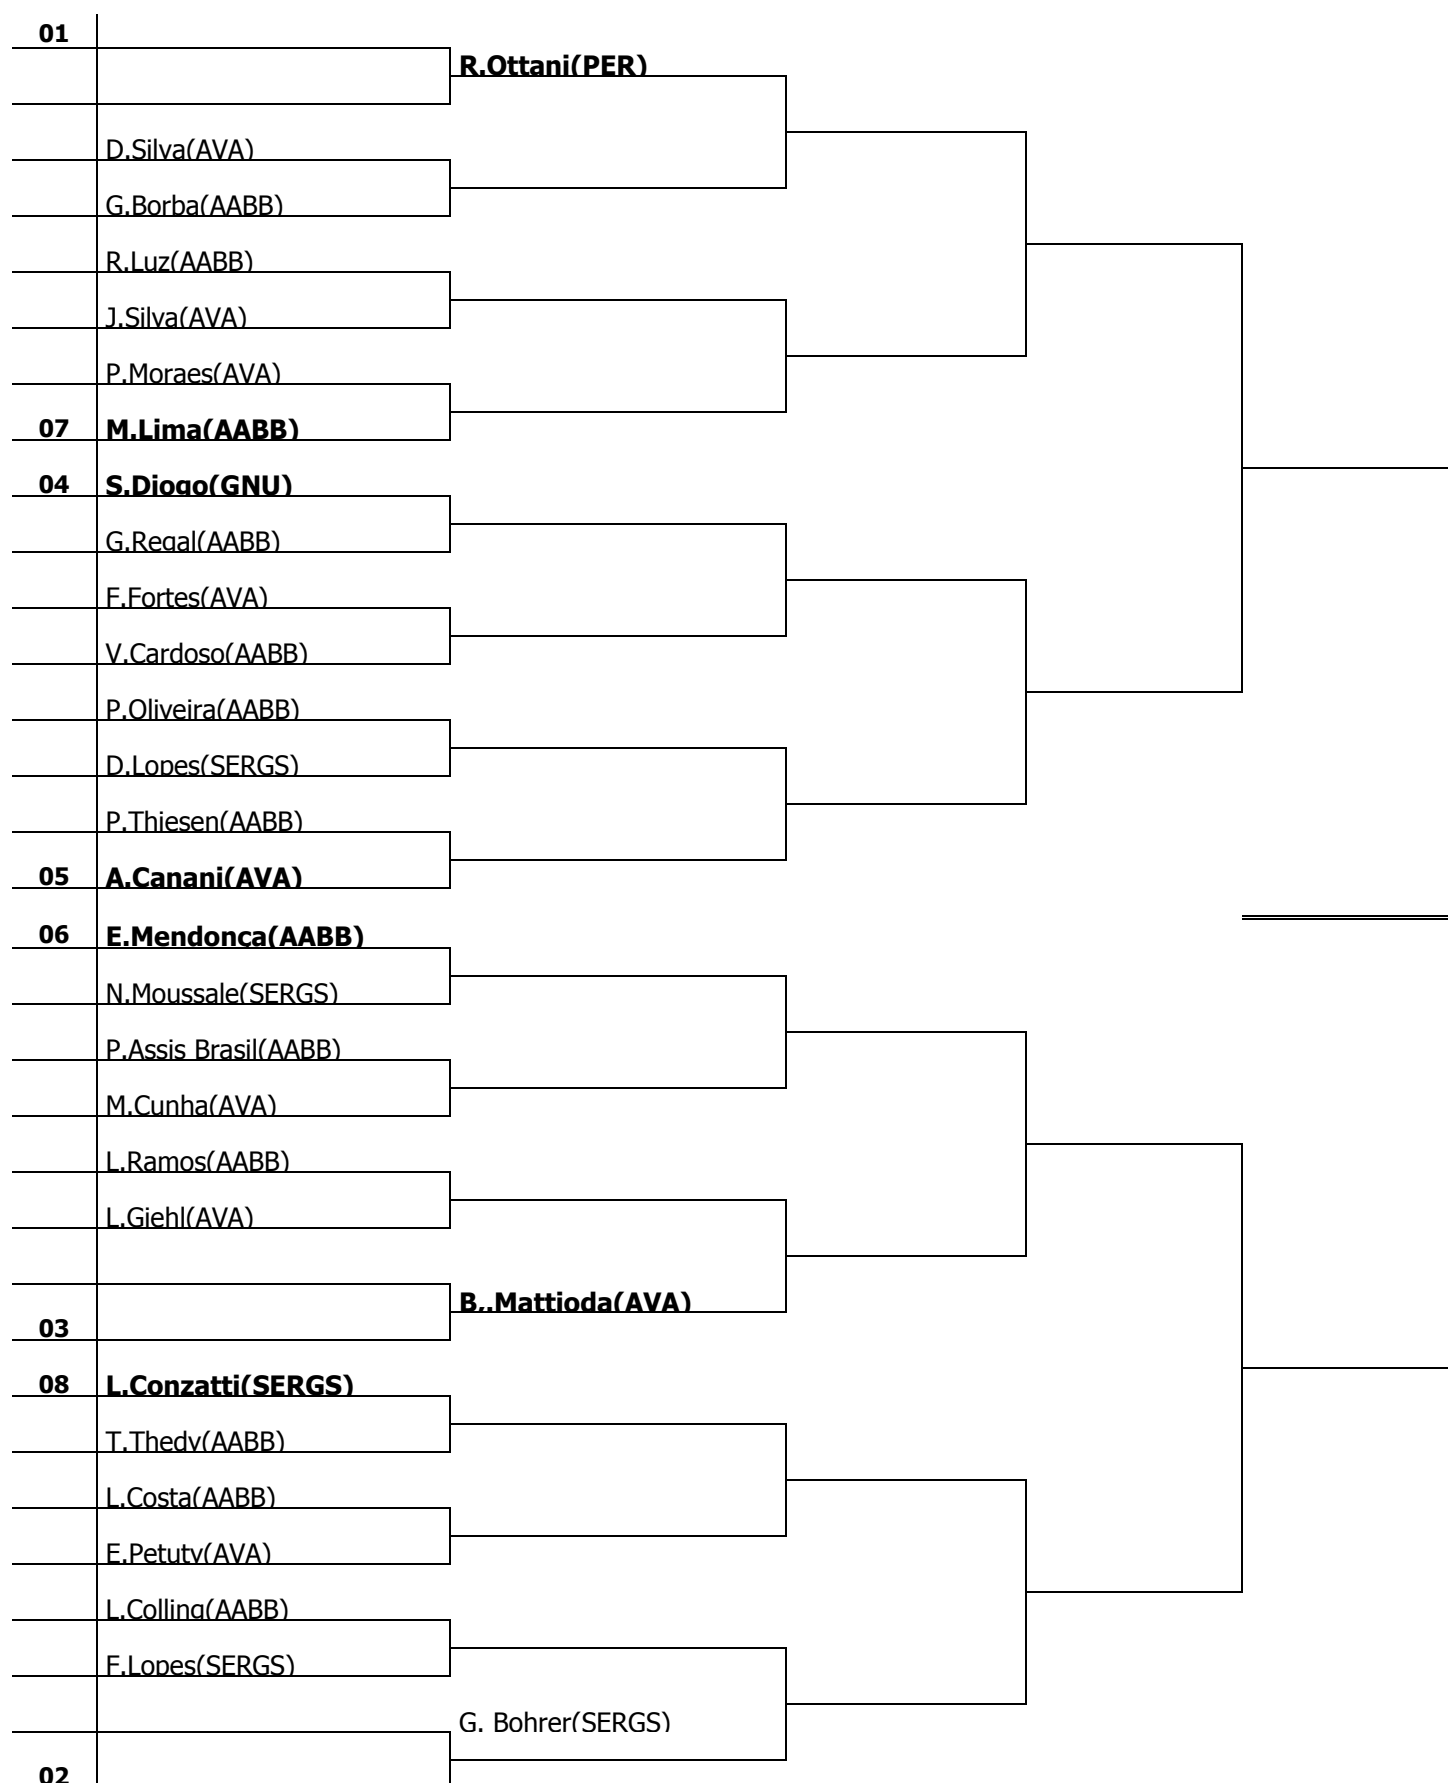 01
R.Ottani(PER)
D.Silva(AVA)
G.Borba(AABB)
R.Luz(AABB)
J.Silva(AVA)
P.Moraes(AVA)
07 M.Lima(AABB)
04 S.Diogo(GNU)
G.Regal(AABB)
F.Fortes(AVA)
V.Cardoso(AABB)
P.Oliveira(AABB)
D.Lopes(SERGS)
P.Thiesen(AABB)
05 A.Canani(AVA)
06 E.Mendonça(AABB)
N.Moussale(SERGS)
P.Assis Brasil(AABB)
M.Cunha(AVA)
L.Ramos(AABB)
L.Giehl(AVA)
B,.Mattioda(AVA)
03
08 L.Conzatti(SERGS)
T.Thedy(AABB)
L.Costa(AABB)
E.Petuty(AVA)
L.Colling(AABB)
F.Lopes(SERGS)
G. Bohrer(SERGS)
02